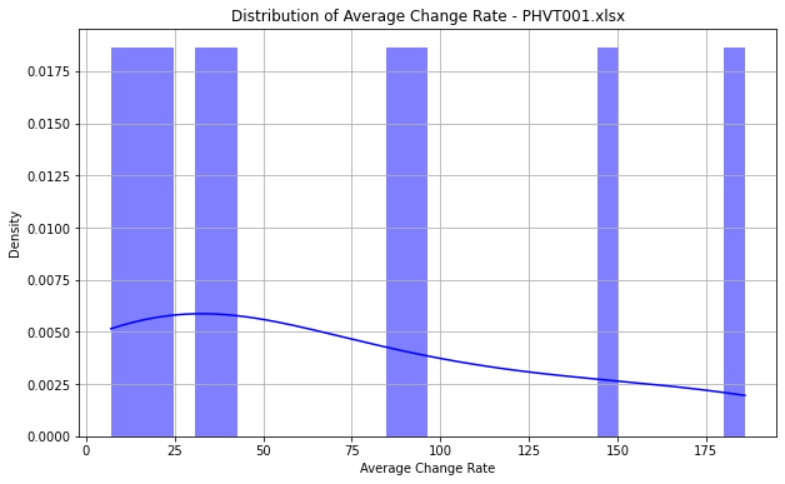 Distribution of Average Change Rate - PHVT001.xlsx
0.0175
0.0150
0.0125
0.0100
0.0075
0.0050
0.0025
0.0000
Density
0 25 50 75 100 125 150 175
Average Change Rate